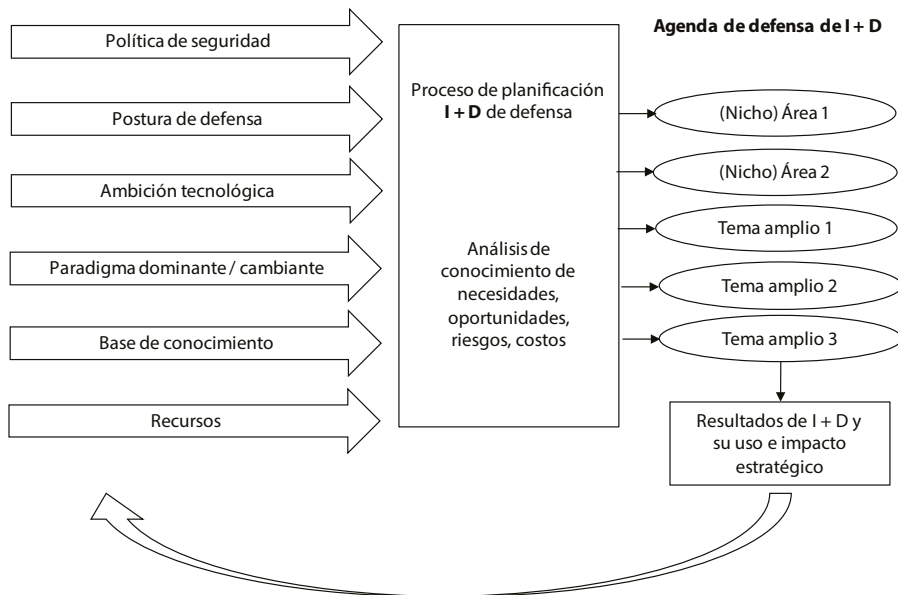 Política de seguridad
Postura de defensa
Ambición tecnológica
Paradigma dominante / cambiante
Base de conocimiento
Recursos
Proceso de planificación
I + D de defensa
Análisis de
conocimiento de
necesidades,
oportunidades,
riesgos, costos
Agenda de defensa de I + D
(Nicho) Área 1
(Nicho) Área 2
Tema amplio 1
Tema amplio 2
Tema amplio 3
Resultados de I + D y
su uso e impacto
estratégico